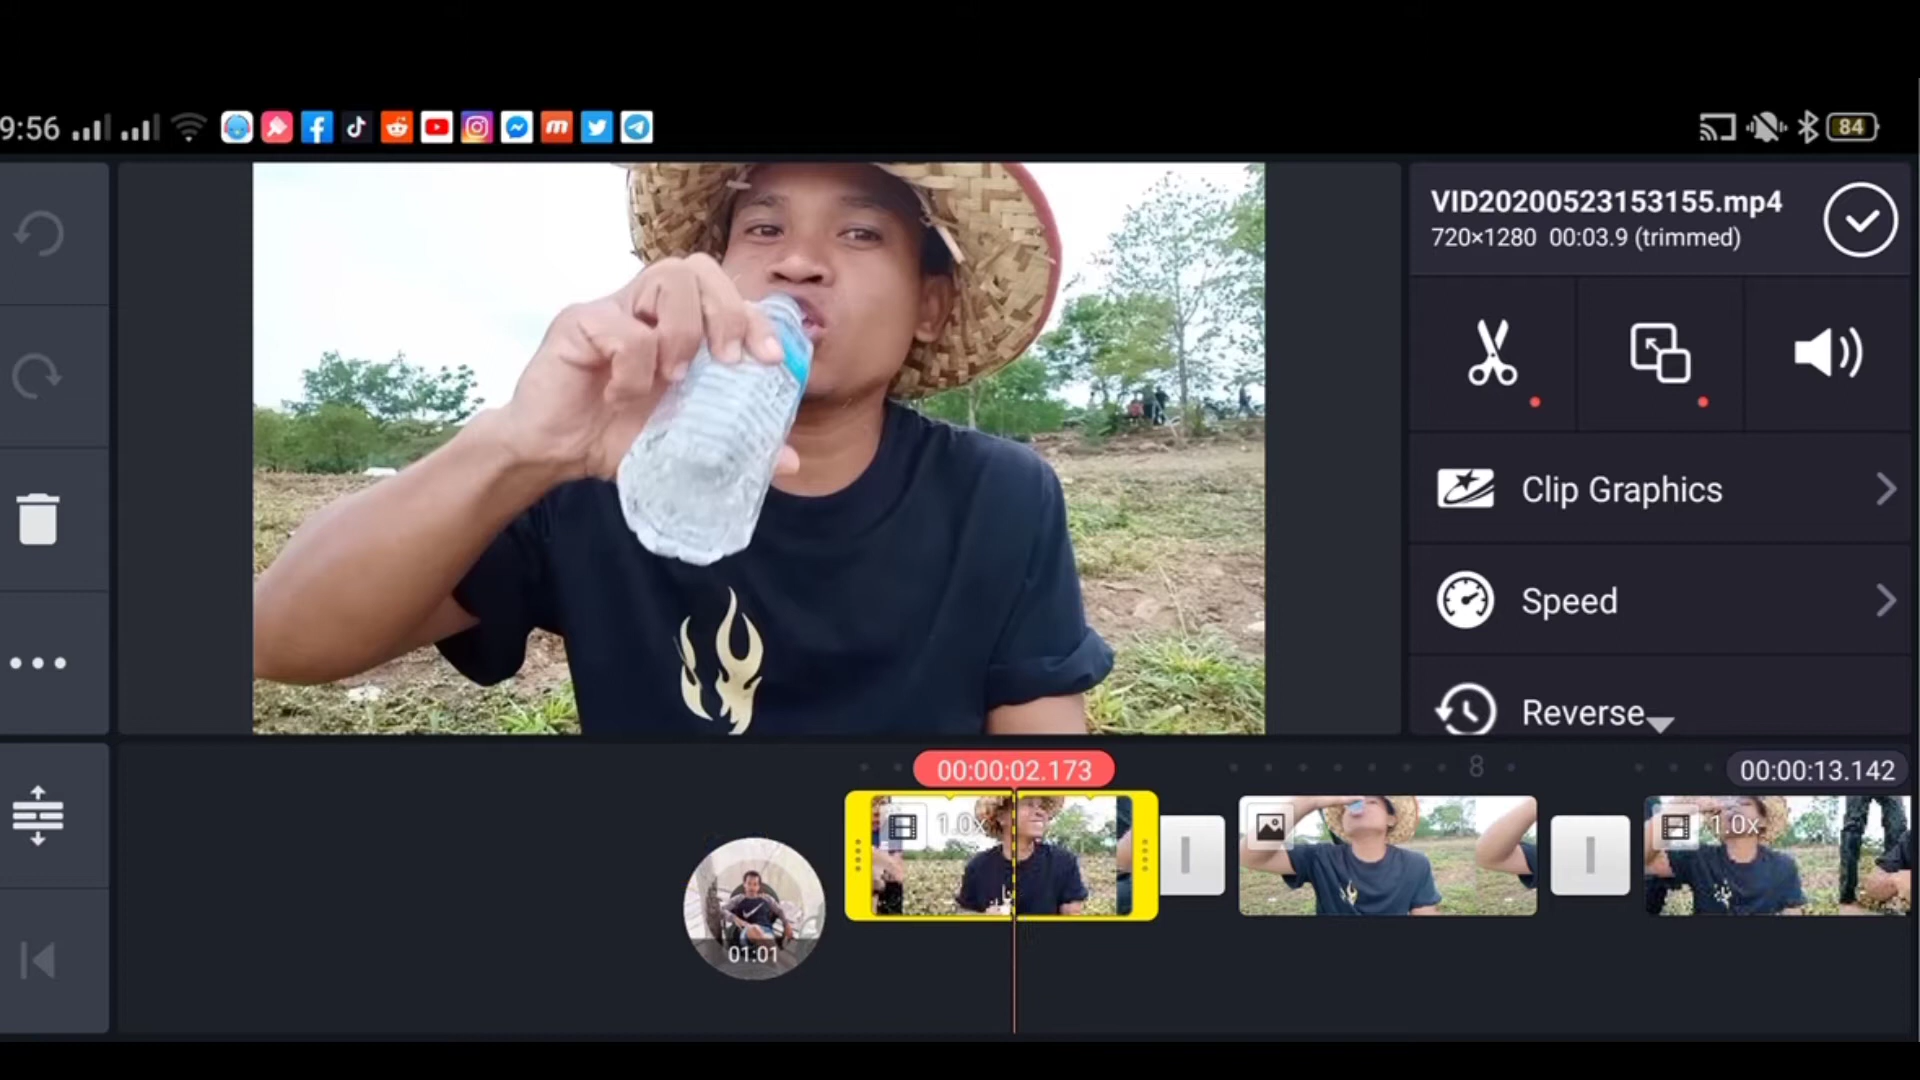 9:56
84
VID20200523153155.mp4
720×1280 00:03.9 (trimmed)
Clip Graphics
Speed
Reverse
00:00:02.173
8
00:00:13.142
1.0x
1.0x
01:01